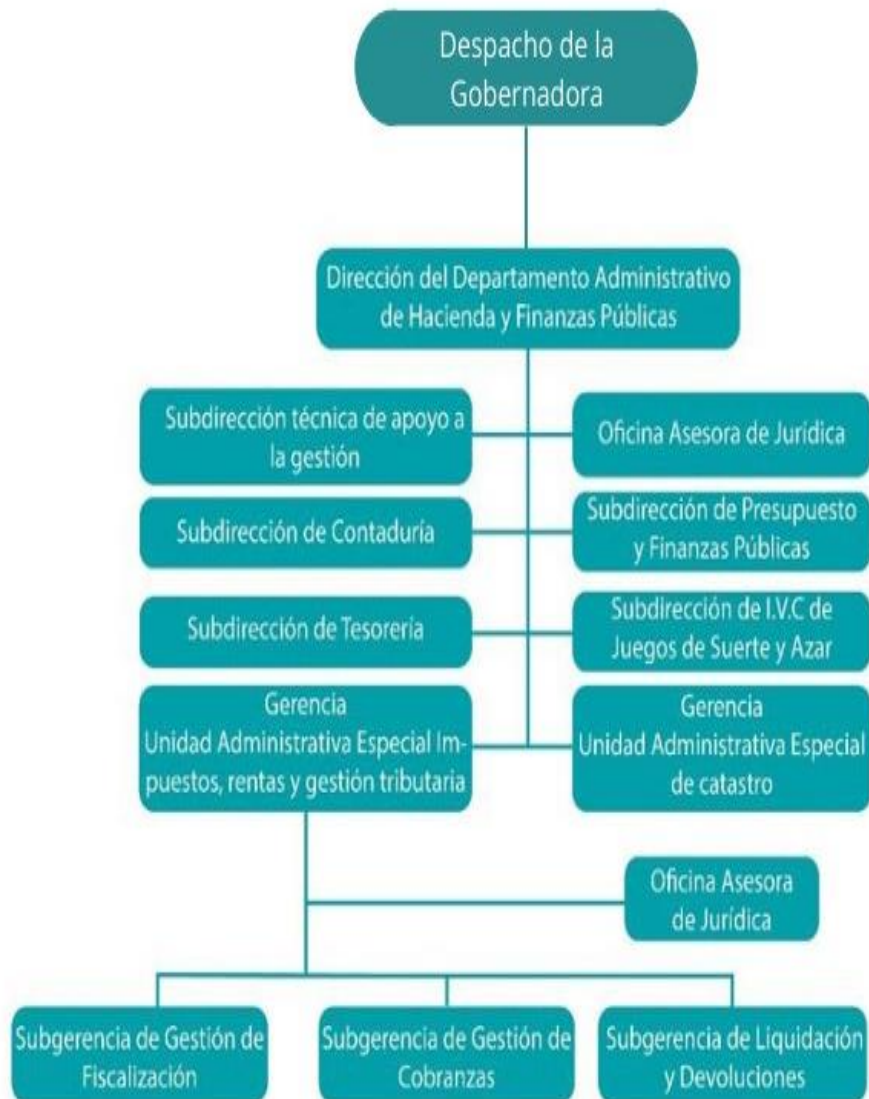 Despacho de la
Gobernadora
Dirección del Departamento Administrativo
de Hacienda y Finanzas Públicas
Subdirección técnica de apoyo a
la gestión
Oficina Asesora de Jurídica
Subdirección de Contaduría
Subdirección de Presupuesto
y Finanzas Públicas
Subdirección de Tesorería
Subdirección de I.V.C de
Juegos de Suerte y Azar
Gerencia
Unidad Administrativa Especial Im-
puestos, rentas y gestión tributaria
Gerencia
Unidad Administrativa Especial
de catastro
Oficina Asesora
de Jurídica
Subgerencia de Gestión de
Fiscalización
Subgerencia de Gestión de
Cobranzas
Subgerencia de Liquidación
y Devoluciones